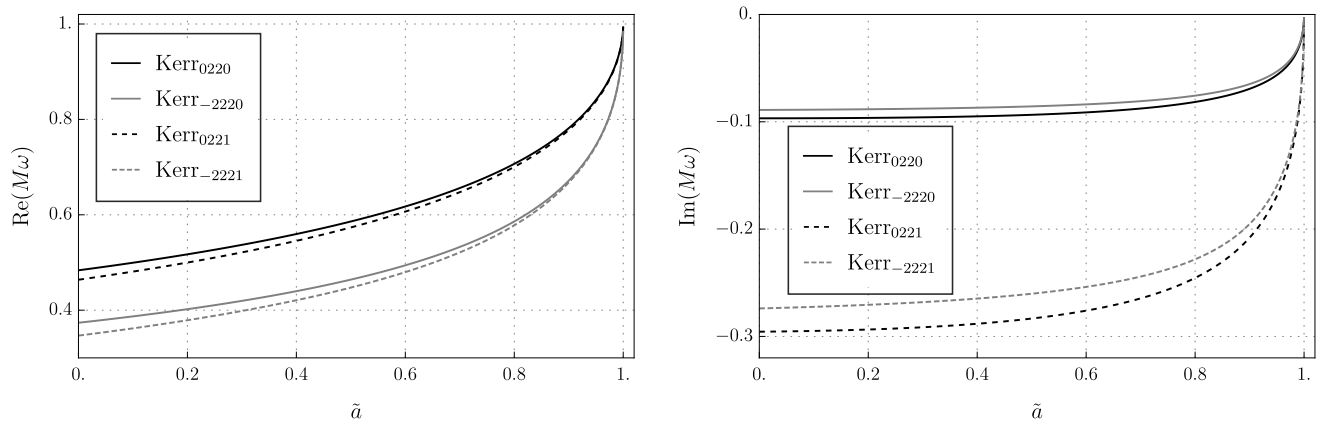 Re(Mω)
1.
0.8
0.6
0.4
Kerr₀₂₂₀
Kerr₋₂₂₂₀
Kerr₀₂₂₁
Kerr₋₂₂₂₁
0. 0.2 0.4 0.6 0.8 1.
ã
Im(Mω)
0.
−0.1
−0.2
−0.3
Kerr₀₂₂₀
Kerr₋₂₂₂₀
Kerr₀₂₂₁
Kerr₋₂₂₂₁
0. 0.2 0.4 0.6 0.8 1.
ã